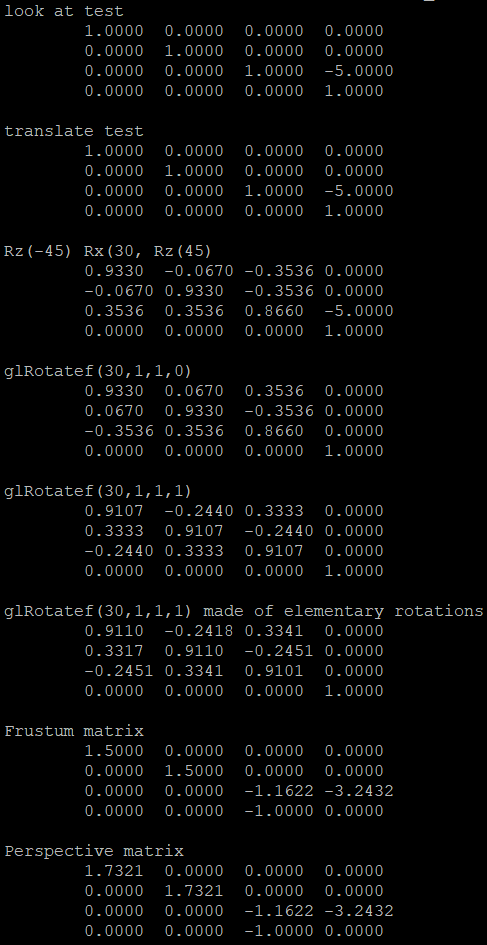 look at test
1.0000 0.0000 0.0000 0.0000
0.0000 1.0000 0.0000 0.0000
0.0000 0.0000 1.0000 -5.0000
0.0000 0.0000 0.0000 1.0000
translate test
1.0000 0.0000 0.0000 0.0000
0.0000 1.0000 0.0000 0.0000
0.0000 0.0000 1.0000 -5.0000
0.0000 0.0000 0.0000 1.0000
Rz(-45) Rx(30, Rz(45)
0.9330 -0.0670 -0.3536 0.0000
-0.0670 0.9330 -0.3536 0.0000
0.3536 0.3536 0.8660 -5.0000
0.0000 0.0000 0.0000 1.0000
glRotatef(30,1,1,0)
0.9330 0.0670 0.3536 0.0000
0.0670 0.9330 -0.3536 0.0000
-0.3536 0.3536 0.8660 0.0000
0.0000 0.0000 0.0000 1.0000
glRotatef(30,1,1,1)
0.9107 -0.2440 0.3333 0.0000
0.3333 0.9107 -0.2440 0.0000
-0.2440 0.3333 0.9107 0.0000
0.0000 0.0000 0.0000 1.0000
glRotatef(30,1,1,1) made of elementary rotations
0.9110 -0.2418 0.3341 0.0000
0.3317 0.9110 -0.2451 0.0000
-0.2451 0.3341 0.9101 0.0000
0.0000 0.0000 0.0000 1.0000
Frustum matrix
1.5000 0.0000 0.0000 0.0000
0.0000 1.5000 0.0000 0.0000
0.0000 0.0000 -1.1622 -3.2432
0.0000 0.0000 -1.0000 0.0000
Perspective matrix
1.7321 0.0000 0.0000 0.0000
0.0000 1.7321 0.0000 0.0000
0.0000 0.0000 -1.1622 -3.2432
0.0000 0.0000 -1.0000 0.0000